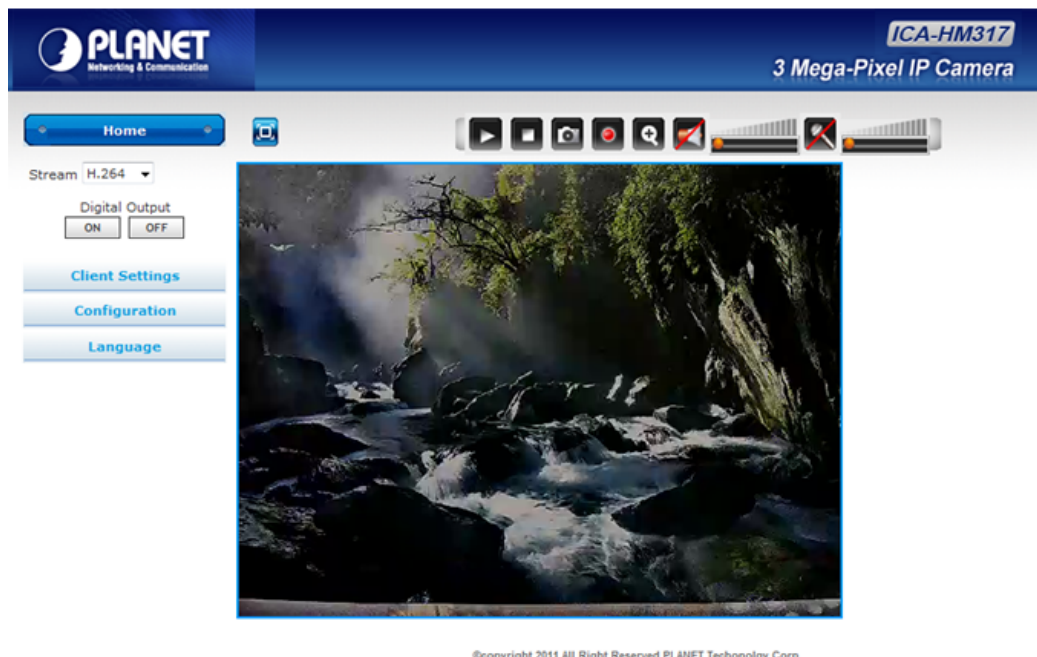 PLANET
Networking & Communication
ICA-HM317
3 Mega-Pixel IP Camera
Home
Stream H.264
Digital Output
ON OFF
Client Settings
Configuration
Language
©copyright 2011 All Right Reserved PLANET Techonolgy Corp.